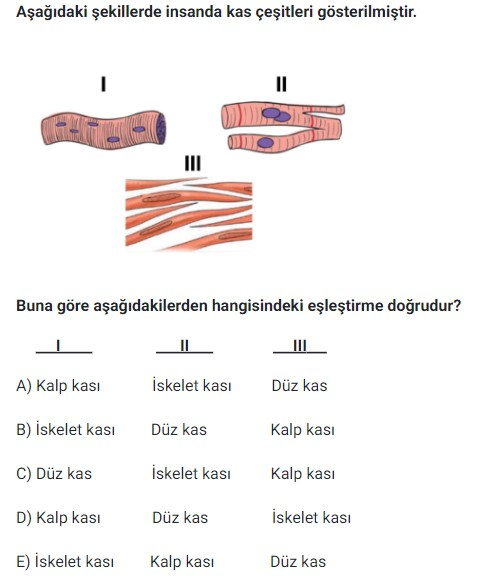 Aşağıdaki şekillerde insanda kas çeşitleri gösterilmiştir.
I
II
III
Buna göre aşağıdakilerden hangisindeki eşleştirme doğrudur?
I II III
A) Kalp kası İskelet kası Düz kas
B) İskelet kası Düz kas Kalp kası
C) Düz kas İskelet kası Kalp kası
D) Kalp kası Düz kas İskelet kası
E) İskelet kası Kalp kası Düz kas